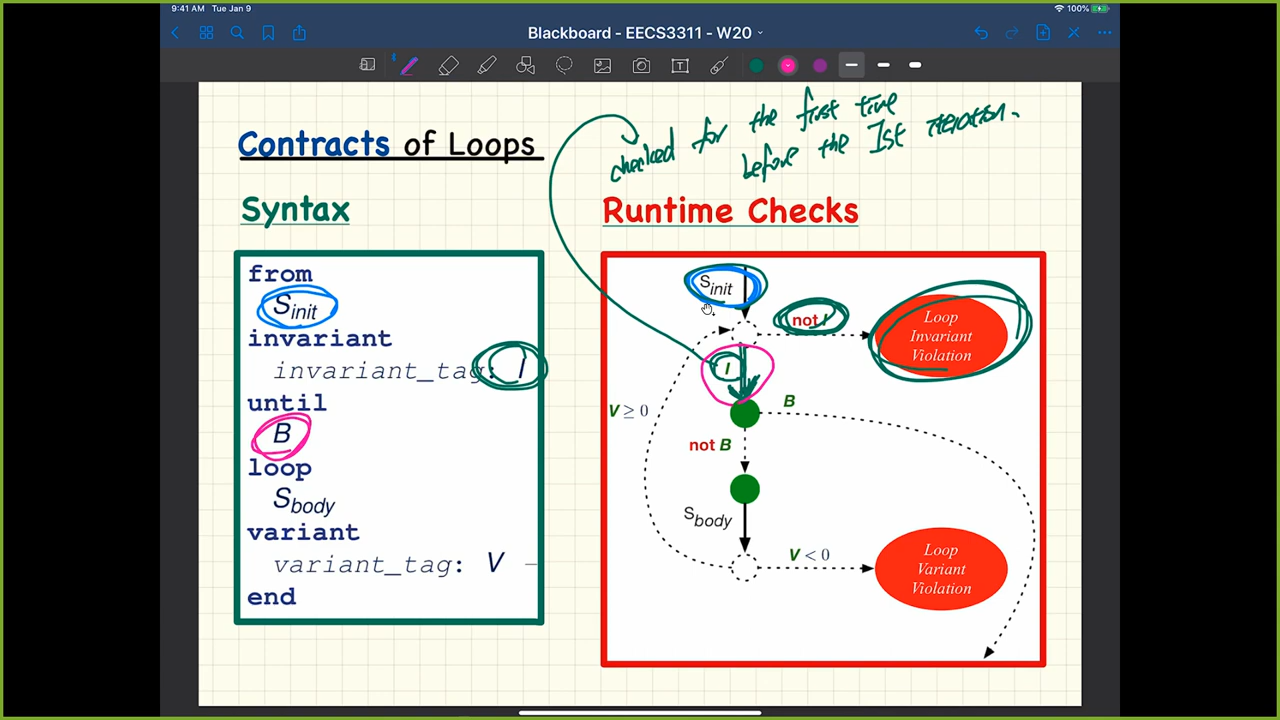 9:41 AM Tue Jan 9
100%
Blackboard - EECS3311 - W20
checked for the first time
before the 1st iteration.
Contracts of Loops
Syntax
Runtime Checks
from
Sinit
invariant
invariant_tag: I
until
B
loop
Sbody
variant
variant_tag: V –
end
Sinit
not I
Loop
Invariant
Violation
I
B
V ≥ 0
not B
Sbody
V < 0
Loop
Variant
Violation